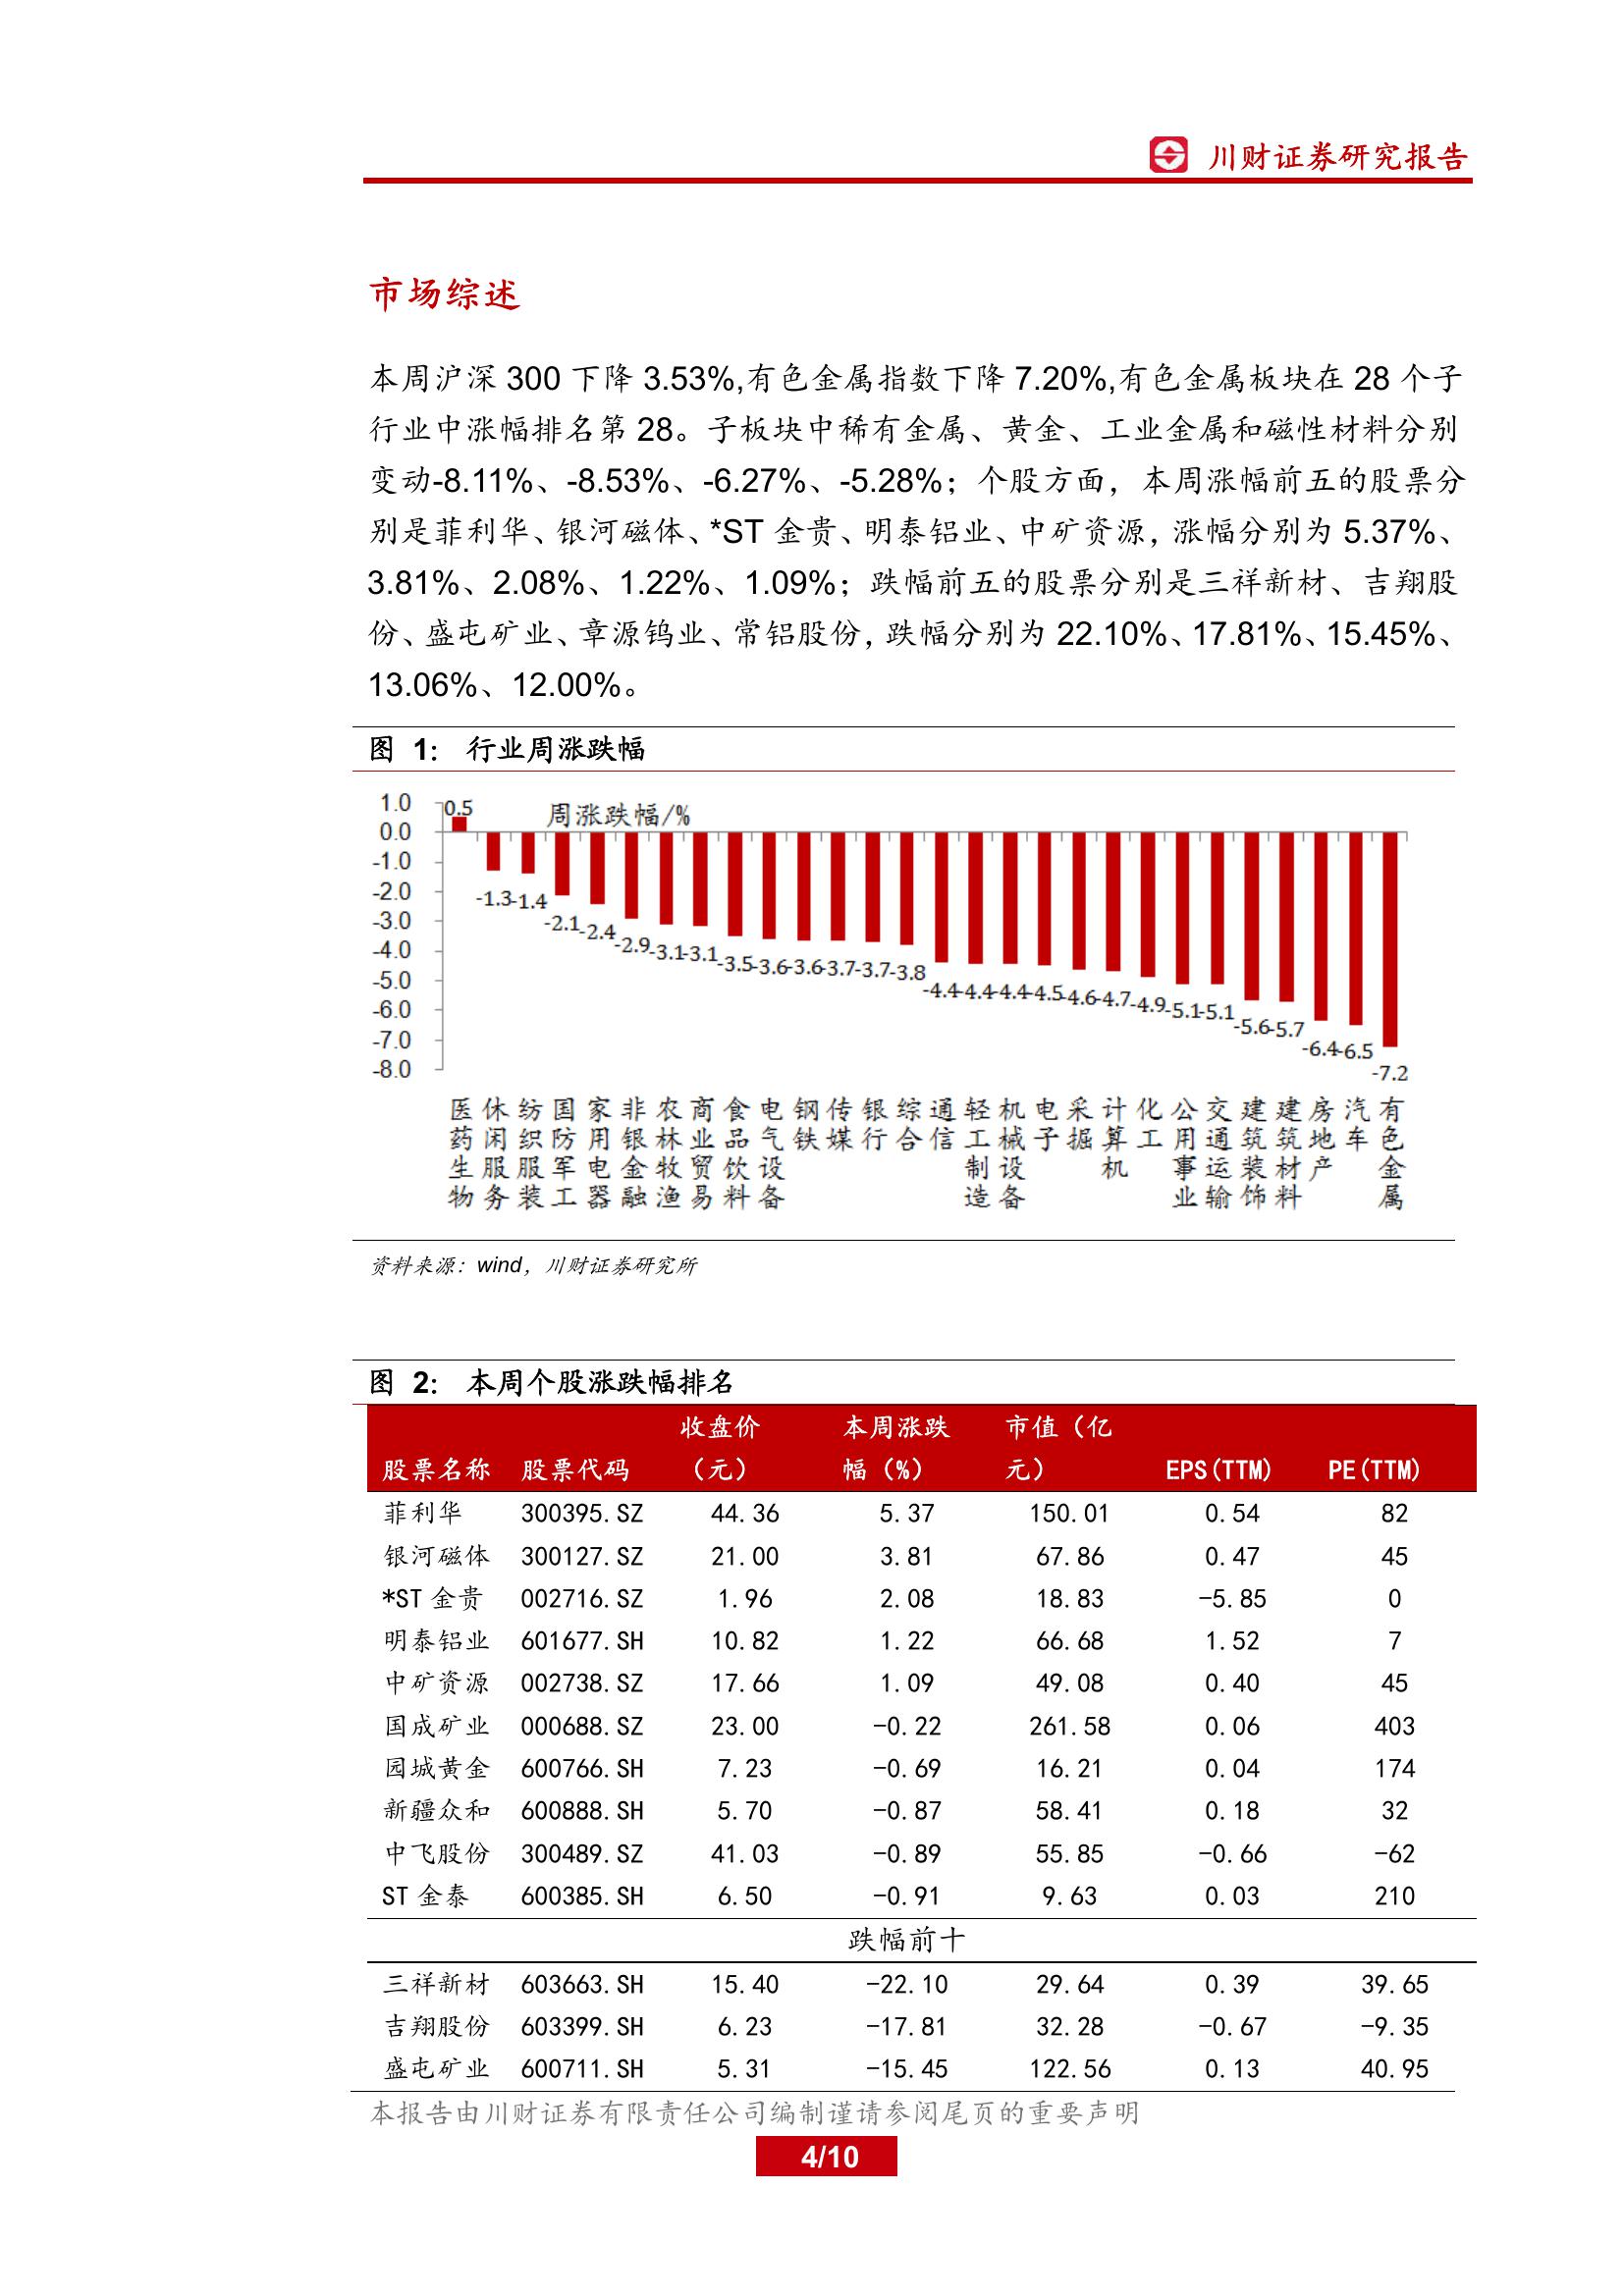 川财证券研究报告
市场综述
本周沪深 300 下降 3.53%,有色金属指数下降 7.20%,有色金属板块在 28 个子
行业中涨幅排名第 28。子板块中稀有金属、黄金、工业金属和磁性材料分别
变动-8.11%、-8.53%、-6.27%、-5.28%；个股方面，本周涨幅前五的股票分
别是菲利华、银河磁体、*ST 金贵、明泰铝业、中矿资源，涨幅分别为 5.37%、
3.81%、2.08%、1.22%、1.09%；跌幅前五的股票分别是三祥新材、吉翔股
份、盛屯矿业、章源钨业、常铝股份，跌幅分别为 22.10%、17.81%、15.45%、
13.06%、12.00%。
图 1： 行业周涨跌幅
周涨跌幅/%
1.0
0.0
-1.0
-2.0
-3.0
-4.0
-5.0
-6.0
-7.0
-8.0
0.5 -1.3 -1.4 -2.1 -2.4 -2.9 -3.1 -3.1 -3.5 -3.6 -3.6 -3.7 -3.7 -3.8 -4.4 -4.4 -4.4 -4.5 -4.6 -4.7 -4.9 -5.1 -5.1 -5.6 -5.7 -6.4 -6.5 -7.2
医药生物 休闲服务 纺织服装 国防军工 家用电器 非银金融 农林牧渔 商业贸易 食品饮料 电气设备 钢铁 传媒 银行 综合 通信 轻工制造 机械设备 电子 采掘 计算机 化工 公用事业 交通运输 建筑装饰 建筑材料 房地产 汽车 有色金属
资料来源：wind，川财证券研究所
图 2： 本周个股涨跌幅排名
股票名称 股票代码 收盘价（元） 本周涨跌幅（%） 市值（亿元） EPS(TTM) PE(TTM)
菲利华 300395.SZ 44.36 5.37 150.01 0.54 82
银河磁体 300127.SZ 21.00 3.81 67.86 0.47 45
*ST 金贵 002716.SZ 1.96 2.08 18.83 -5.85 0
明泰铝业 601677.SH 10.82 1.22 66.68 1.52 7
中矿资源 002738.SZ 17.66 1.09 49.08 0.40 45
国成矿业 000688.SZ 23.00 -0.22 261.58 0.06 403
园城黄金 600766.SH 7.23 -0.69 16.21 0.04 174
新疆众和 600888.SH 5.70 -0.87 58.41 0.18 32
中飞股份 300489.SZ 41.03 -0.89 55.85 -0.66 -62
ST 金泰 600385.SH 6.50 -0.91 9.63 0.03 210
跌幅前十
三祥新材 603663.SH 15.40 -22.10 29.64 0.39 39.65
吉翔股份 603399.SH 6.23 -17.81 32.28 -0.67 -9.35
盛屯矿业 600711.SH 5.31 -15.45 122.56 0.13 40.95
本报告由川财证券有限责任公司编制谨请参阅尾页的重要声明
4/10